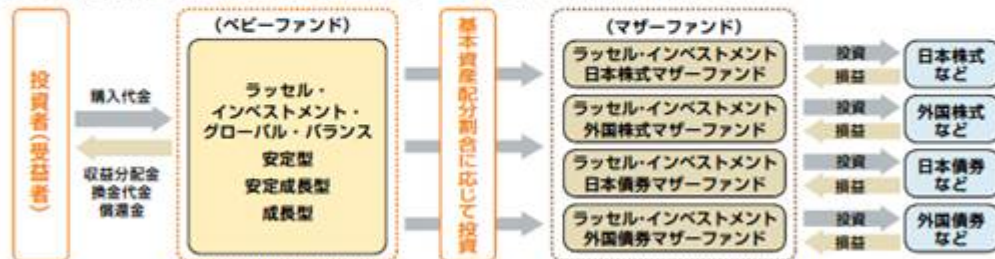 投資者（受益者）
購入代金
収益分配金
換金代金
償還金
（ベビーファンド）
ラッセル・
インベストメント・
グローバル・バランス
安定型
安定成長型
成長型
基本資産配分割合に応じて投資
（マザーファンド）
ラッセル・インベストメント
日本株式マザーファンド
投資
損益
日本株式
など
ラッセル・インベストメント
外国株式マザーファンド
投資
損益
外国株式
など
ラッセル・インベストメント
日本債券マザーファンド
投資
損益
日本債券
など
ラッセル・インベストメント
外国債券マザーファンド
投資
損益
外国債券
など